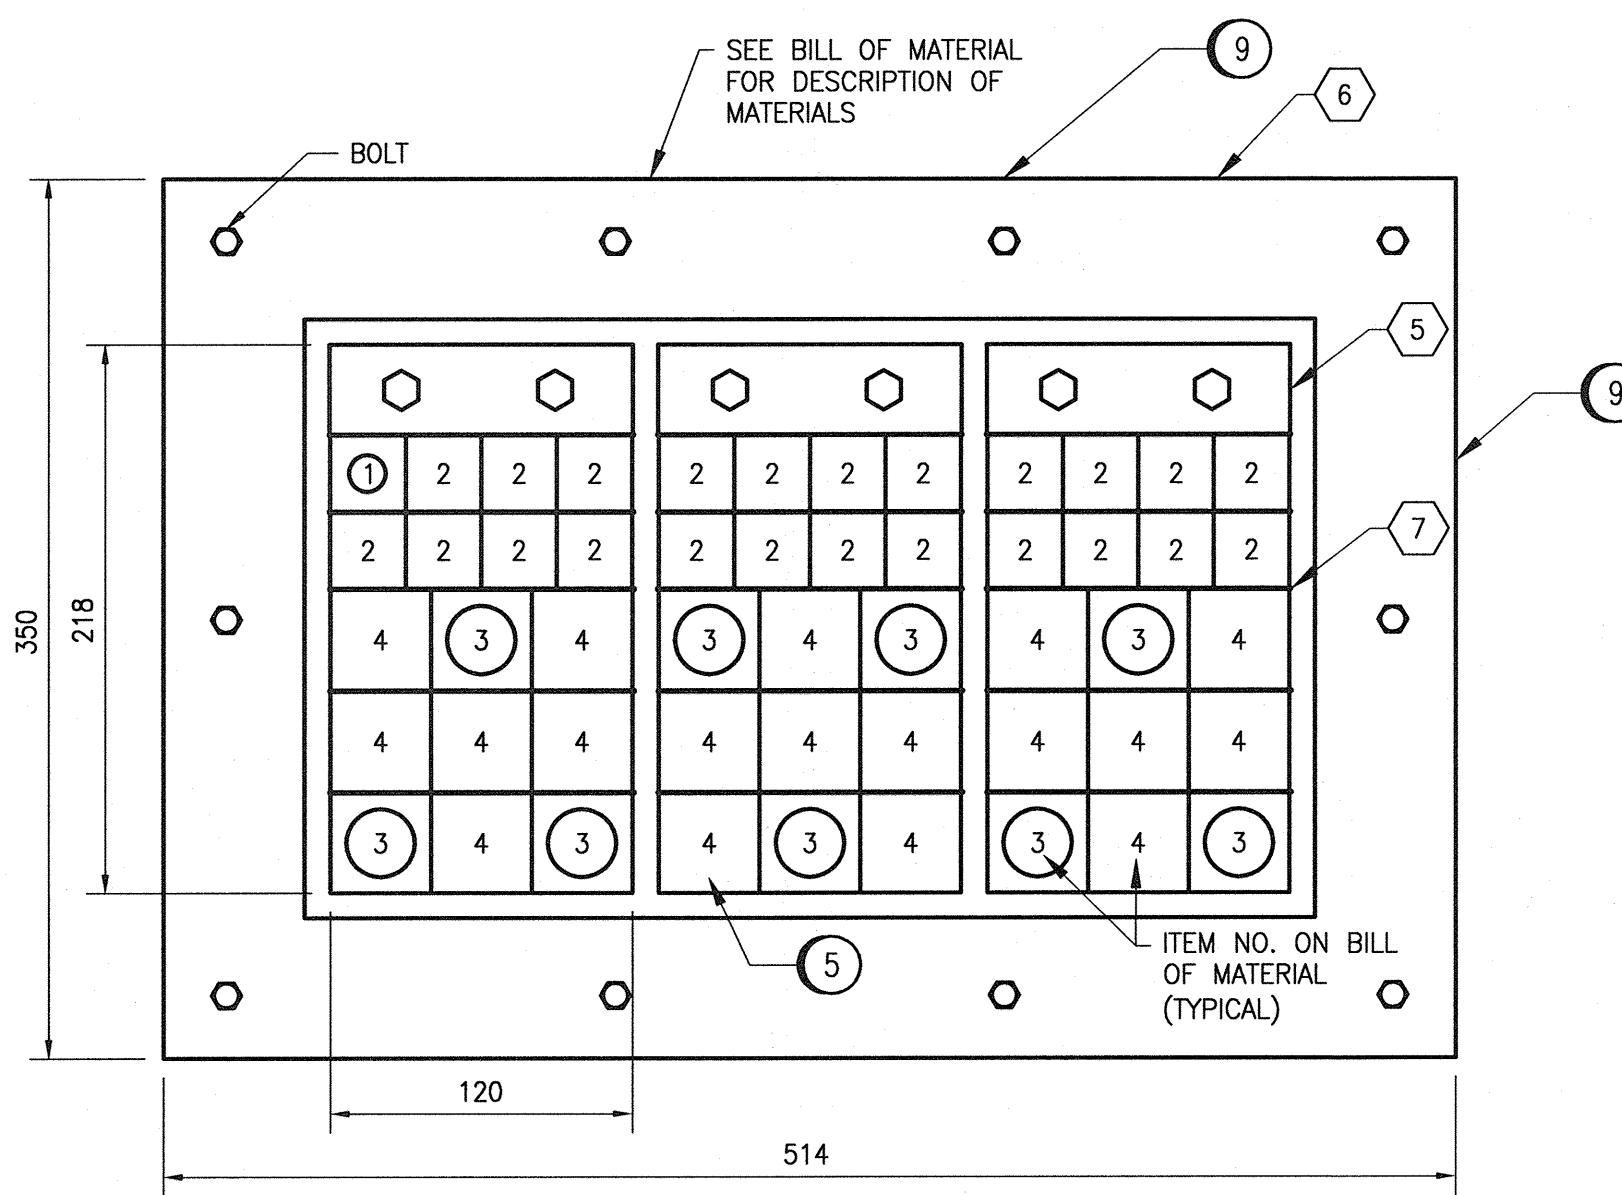 SEE BILL OF MATERIAL
FOR DESCRIPTION OF
MATERIALS
9
6
BOLT
5
9
1 2 2 2 2 2 2 2 2 2 2 2
2 2 2 2 2 2 2 2 2 2 2 2
7
350
218
4 3 4 3 4 3 4 3 4
4 4 4 4 4 4 4 4 4
3 4 3 4 3 4 3 4 3
5
ITEM NO. ON BILL
OF MATERIAL
(TYPICAL)
120
514